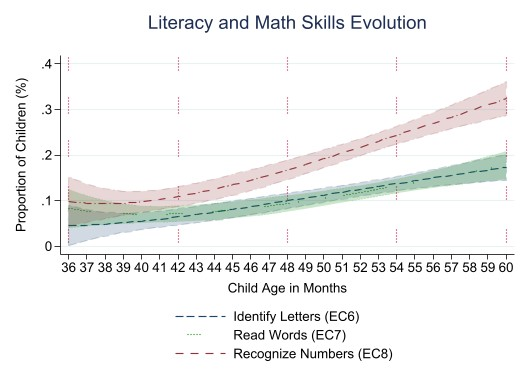 Literacy and Math Skills Evolution
Proportion of Children (%)
.4
.3
.2
.1
0
36 37 38 39 40 41 42 43 44 45 46 47 48 49 50 51 52 53 54 55 56 57 58 59 60
Child Age in Months
Identify Letters (EC6)
Read Words (EC7)
Recognize Numbers (EC8)